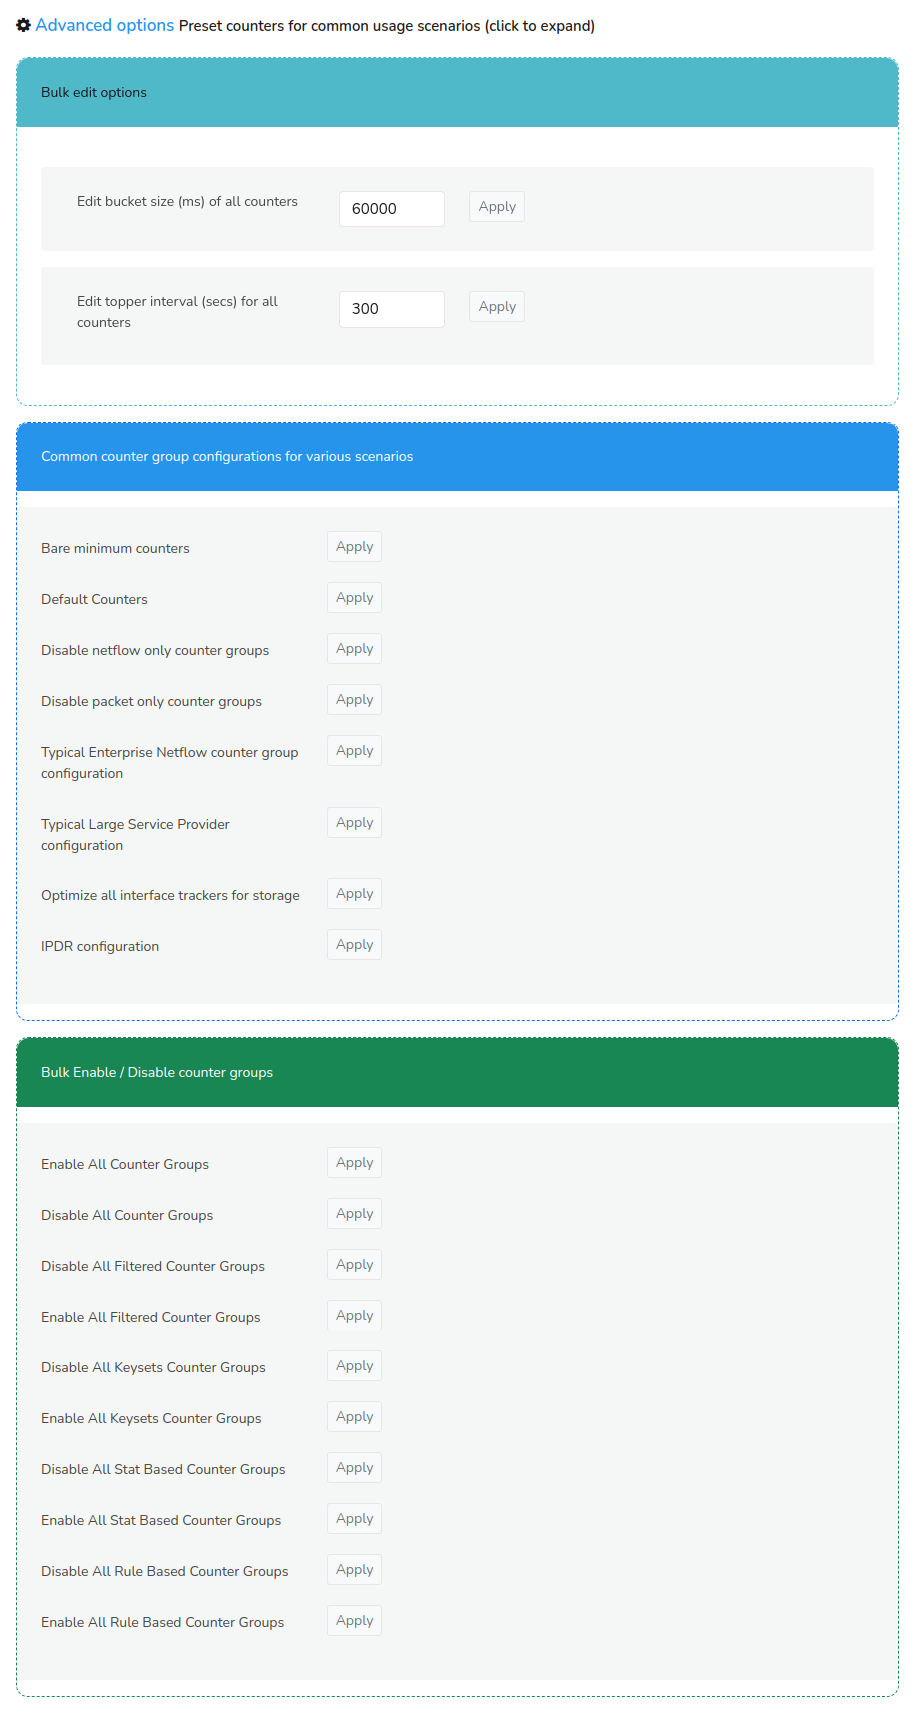 Advanced options Preset counters for common usage scenarios (click to expand)
Bulk edit options
Edit bucket size (ms) of all counters 60000 Apply
Edit topper interval (secs) for all 300 Apply
counters
Common counter group configurations for various scenarios
Bare minimum counters Apply
Default Counters Apply
Disable netflow only counter groups Apply
Disable packet only counter groups Apply
Typical Enterprise Netflow counter group Apply
configuration
Typical Large Service Provider Apply
configuration
Optimize all interface trackers for storage Apply
IPDR configuration Apply
Bulk Enable / Disable counter groups
Enable All Counter Groups Apply
Disable All Counter Groups Apply
Disable All Filtered Counter Groups Apply
Enable All Filtered Counter Groups Apply
Disable All Keysets Counter Groups Apply
Enable All Keysets Counter Groups Apply
Disable All Stat Based Counter Groups Apply
Enable All Stat Based Counter Groups Apply
Disable All Rule Based Counter Groups Apply
Enable All Rule Based Counter Groups Apply